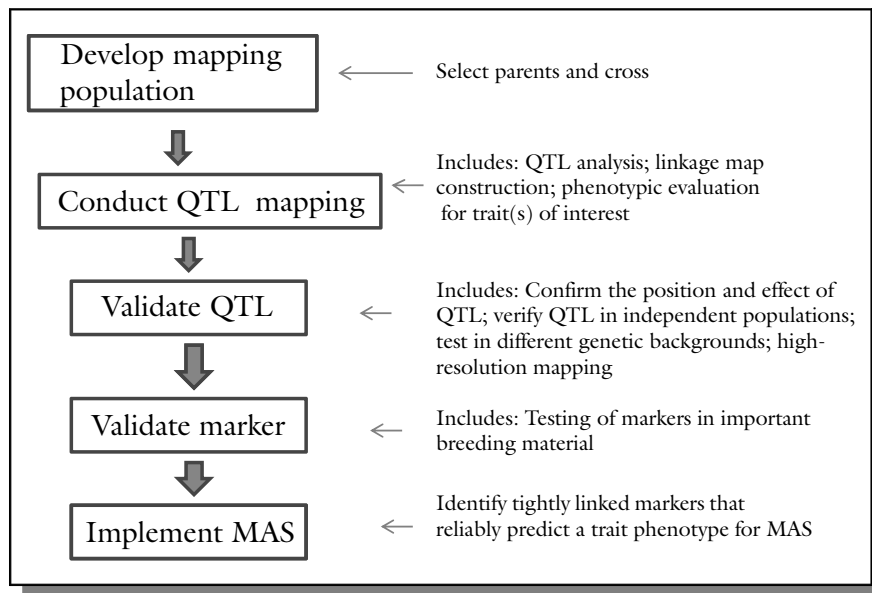 Develop mapping
population
Select parents and cross
Conduct QTL mapping
Includes: QTL analysis; linkage map
construction; phenotypic evaluation
for trait(s) of interest
Validate QTL
Includes: Confirm the position and effect of
QTL; verify QTL in independent populations;
test in different genetic backgrounds; high-
resolution mapping
Validate marker
Includes: Testing of markers in important
breeding material
Implement MAS
Identify tightly linked markers that
reliably predict a trait phenotype for MAS